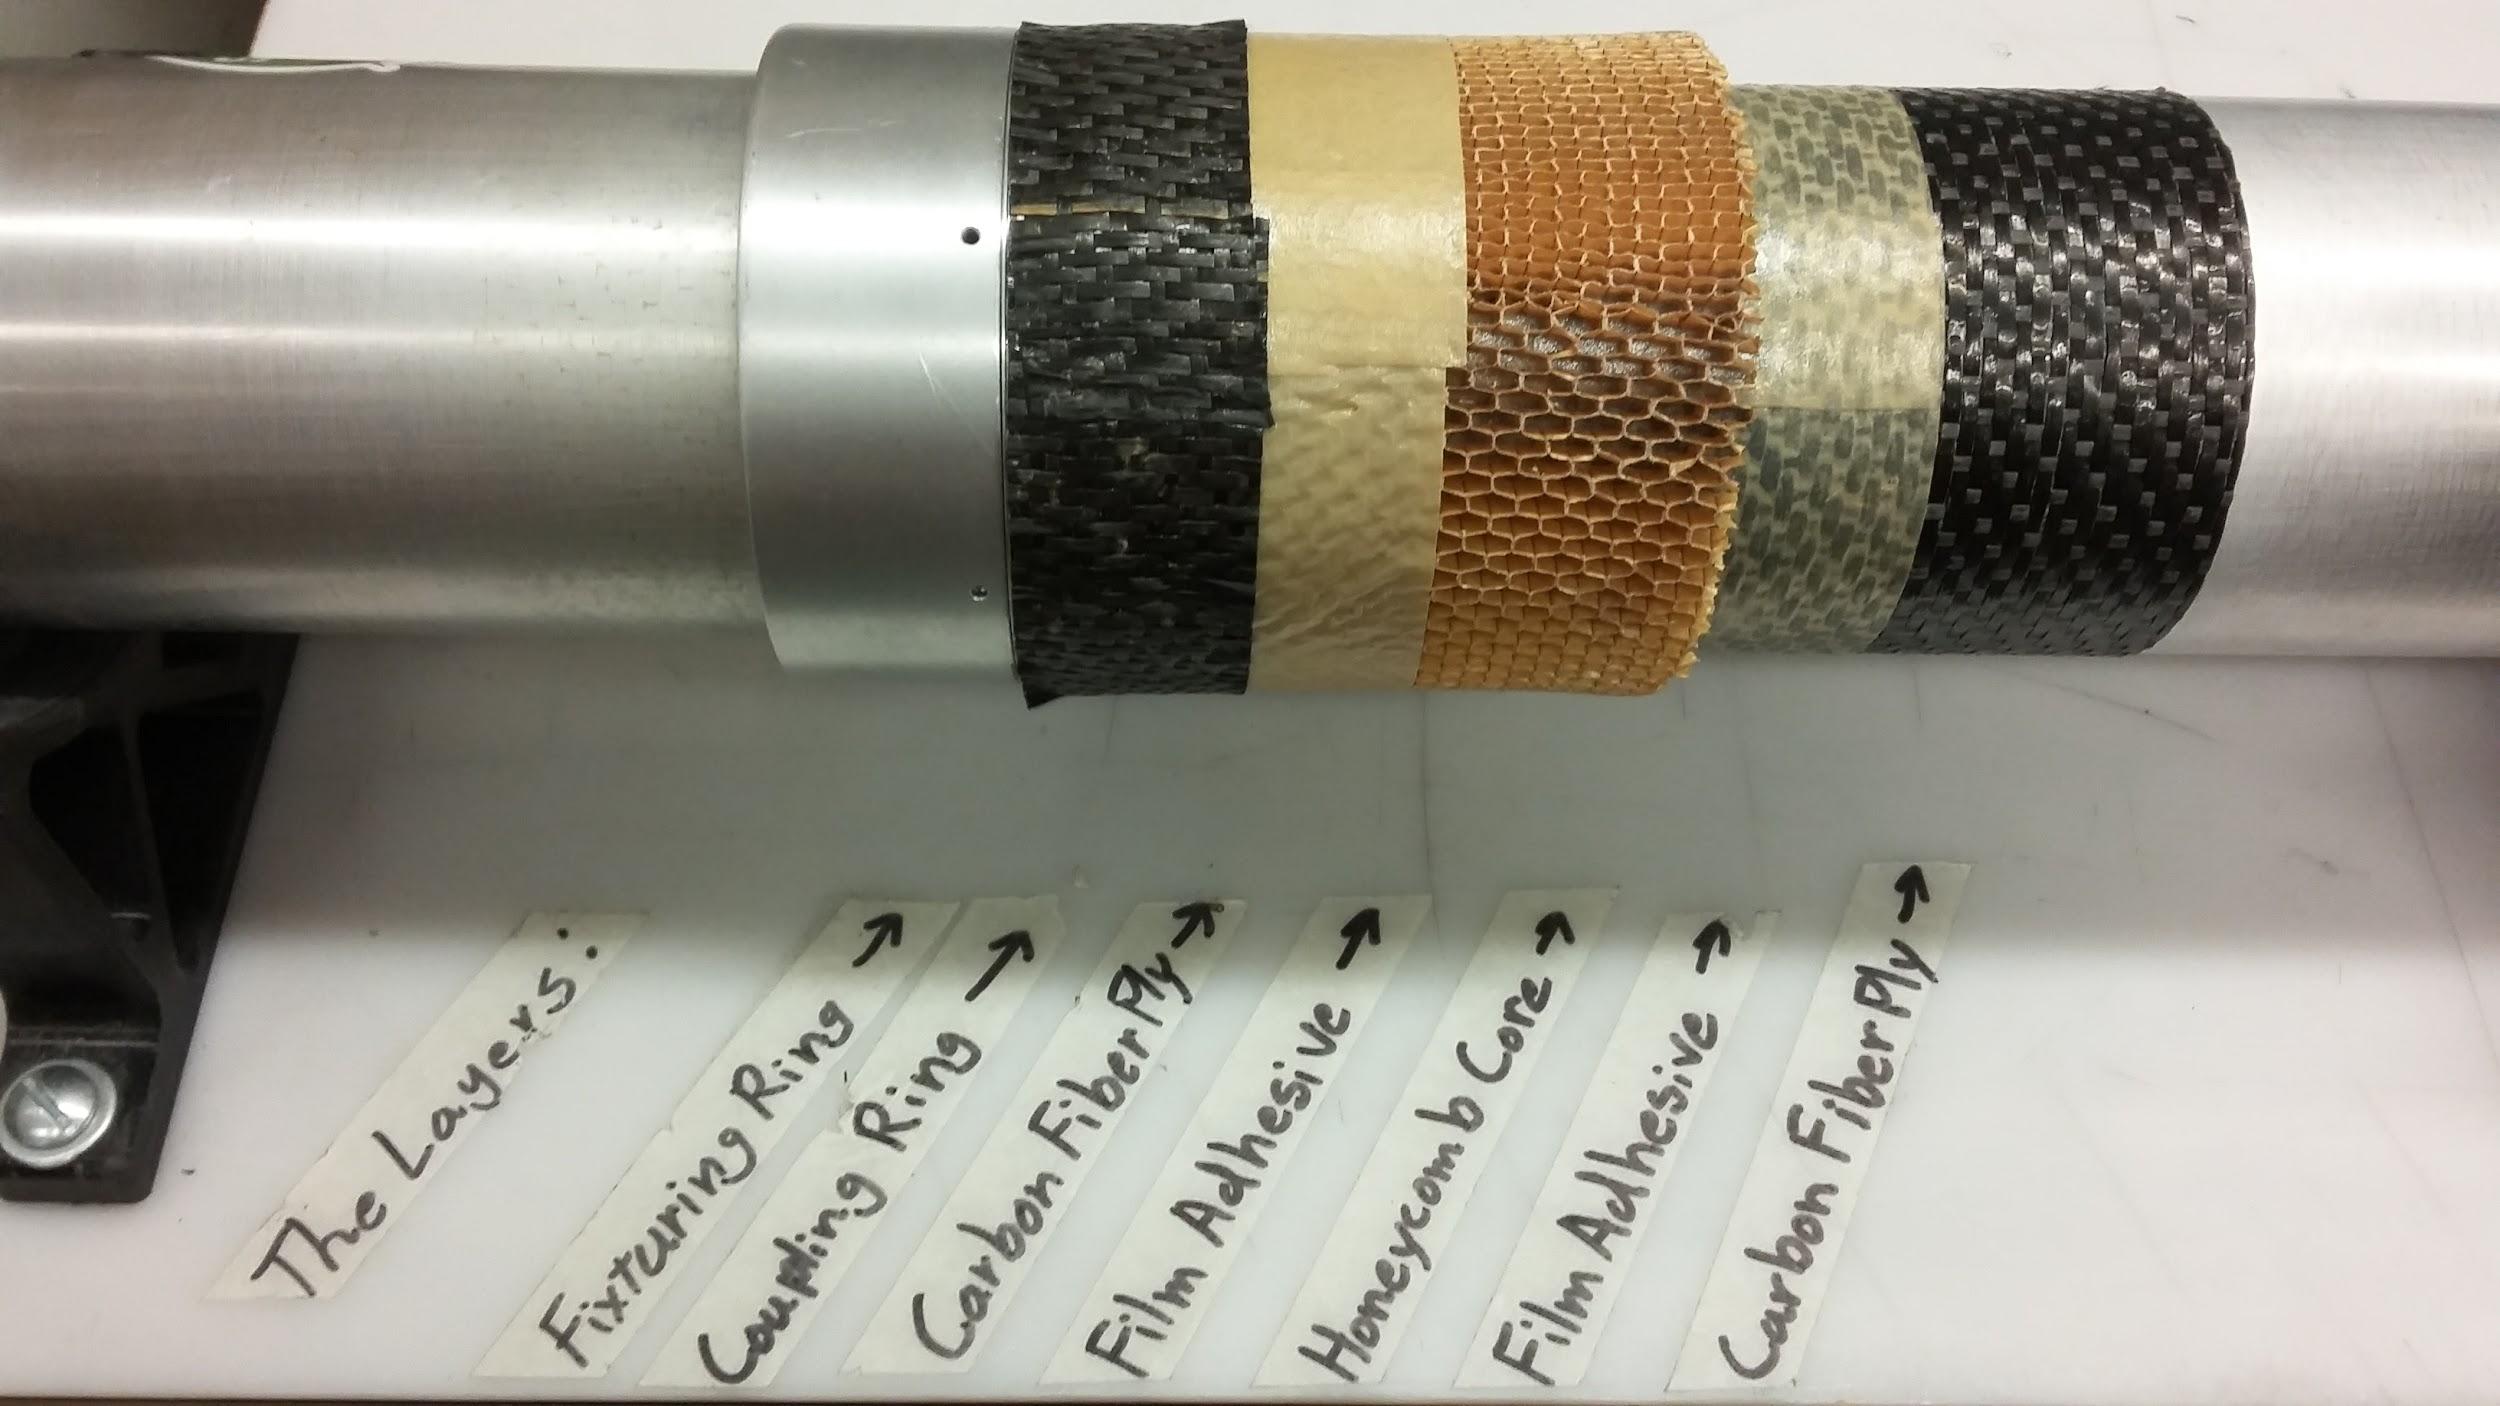 The Layers:
Fixturing Ring →
Coupling Ring →
Carbon Fiber Ply →
Film Adhesive →
Honeycomb Core →
Film Adhesive →
Carbon Fiber Ply →